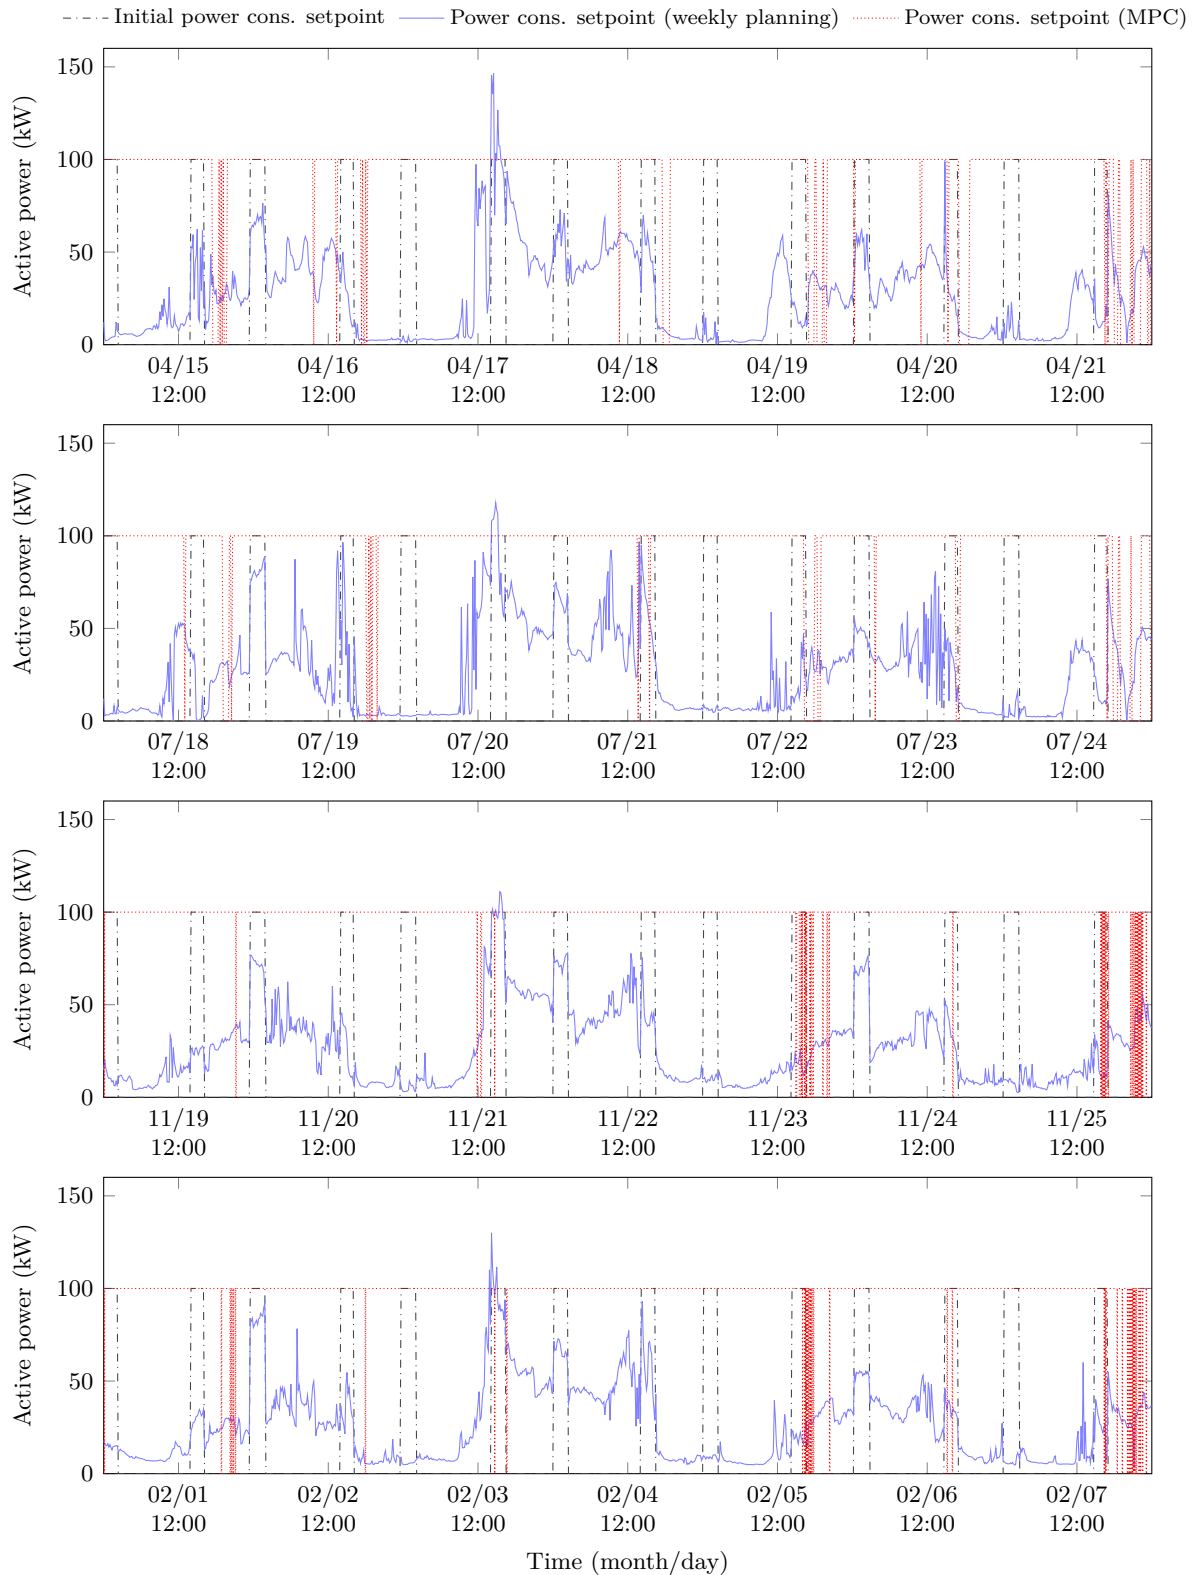 Initial power cons. setpoint Power cons. setpoint (weekly planning) Power cons. setpoint (MPC)
150
100
50
0
Active power (kW)
04/15 04/16 04/17 04/18 04/19 04/20 04/21
12:00 12:00 12:00 12:00 12:00 12:00 12:00
150
100
50
0
Active power (kW)
07/18 07/19 07/20 07/21 07/22 07/23 07/24
12:00 12:00 12:00 12:00 12:00 12:00 12:00
150
100
50
0
Active power (kW)
11/19 11/20 11/21 11/22 11/23 11/24 11/25
12:00 12:00 12:00 12:00 12:00 12:00 12:00
150
100
50
0
Active power (kW)
02/01 02/02 02/03 02/04 02/05 02/06 02/07
12:00 12:00 12:00 12:00 12:00 12:00 12:00
Time (month/day)